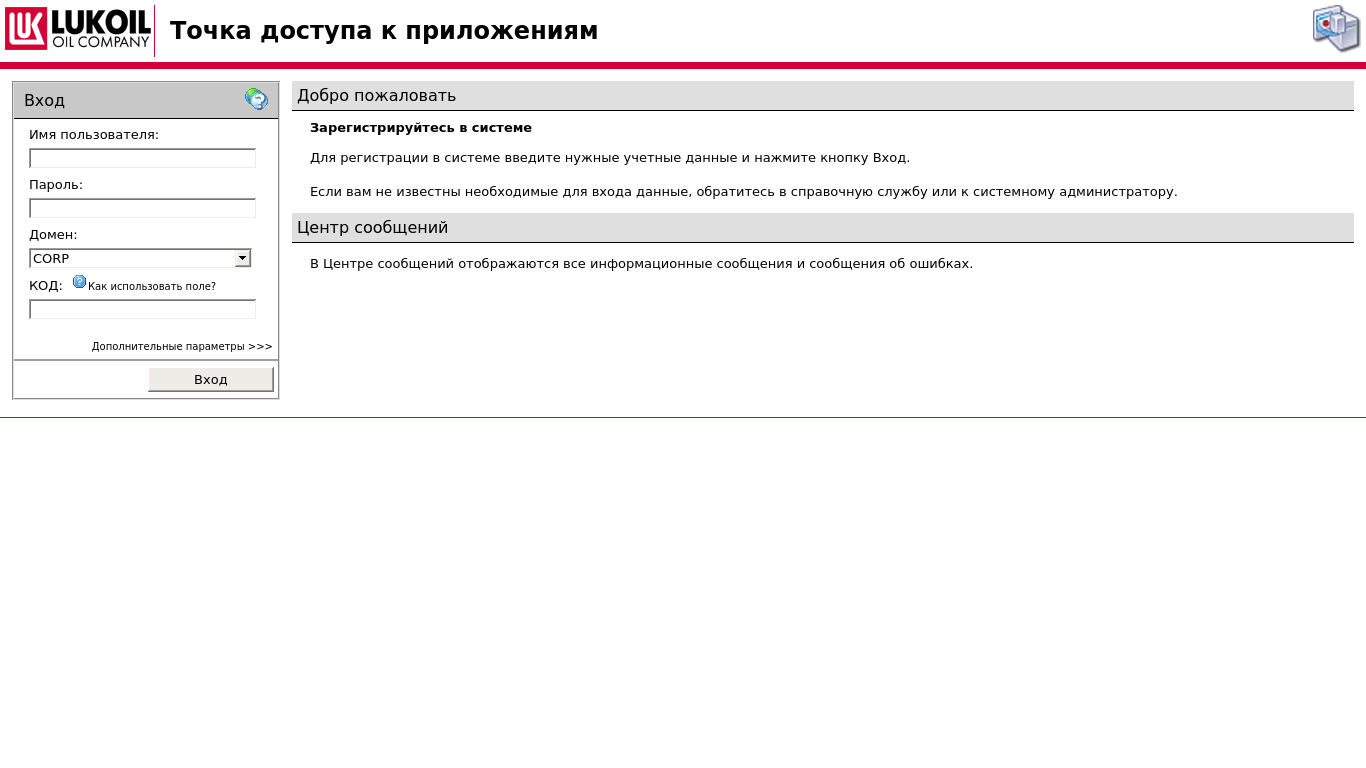 LUKOIL
OIL COMPANY
Точка доступа к приложениям
Вход
Имя пользователя:
Пароль:
Домен:
CORP
КОД: Как использовать поле?
Дополнительные параметры >>>
Вход
Добро пожаловать
Зарегистрируйтесь в системе
Для регистрации в системе введите нужные учетные данные и нажмите кнопку Вход.
Если вам не известны необходимые для входа данные, обратитесь в справочную службу или к системному администратору.
Центр сообщений
В Центре сообщений отображаются все информационные сообщения и сообщения об ошибках.